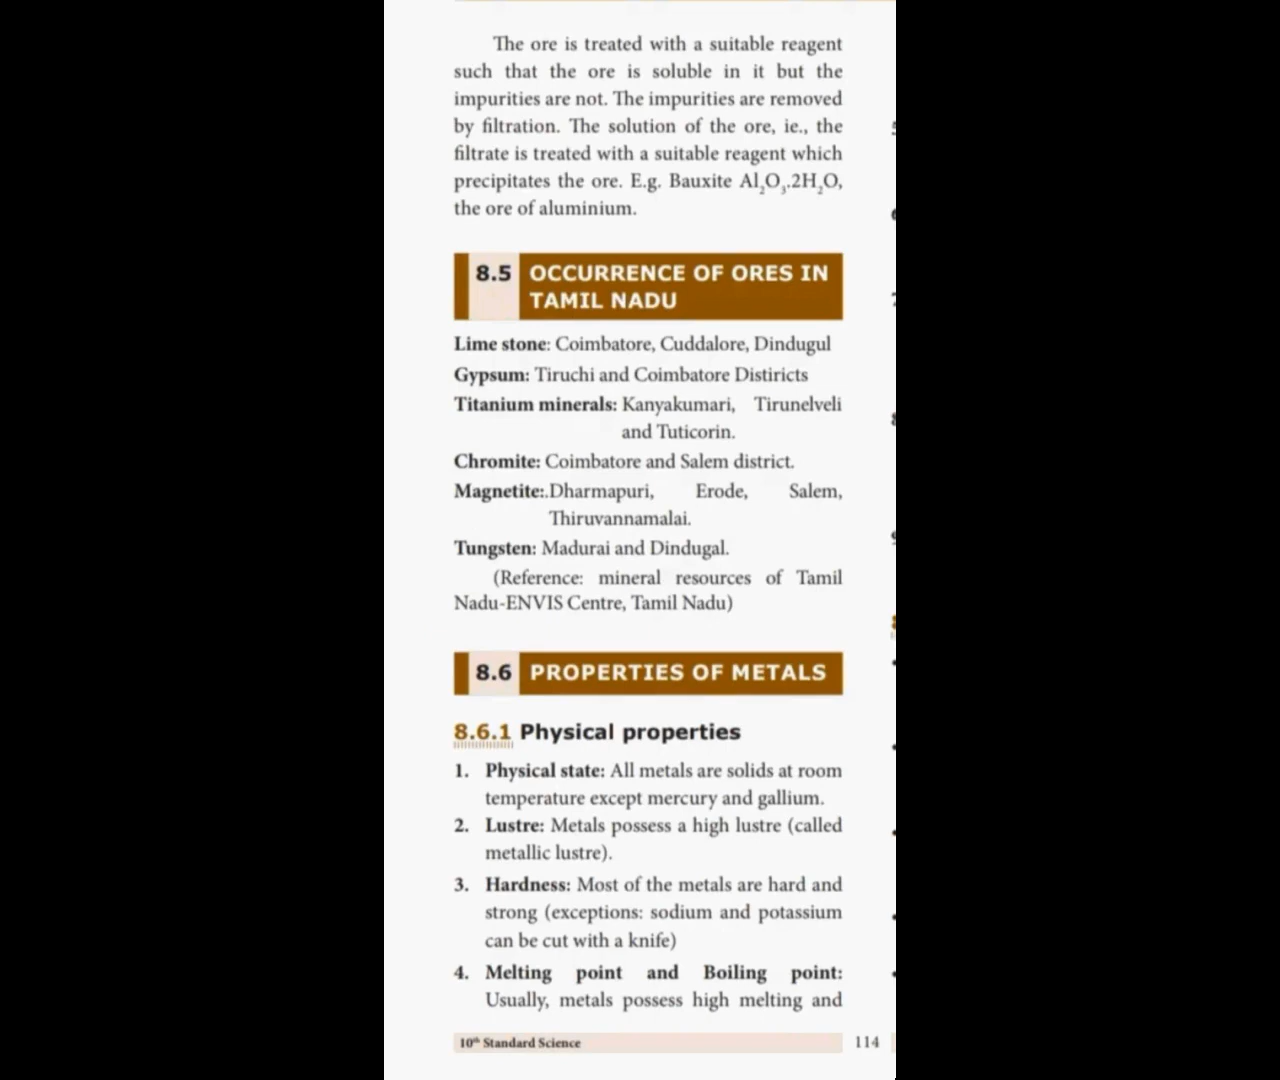 The ore is treated with a suitable reagent
such that the ore is soluble in it but the
impurities are not. The impurities are removed
by filtration. The solution of the ore, ie., the
filtrate is treated with a suitable reagent which
precipitates the ore. E.g. Bauxite Al₂O₃.2H₂O,
the ore of aluminium.
8.5 OCCURRENCE OF ORES IN
TAMIL NADU
Lime stone: Coimbatore, Cuddalore, Dindugul
Gypsum: Tiruchi and Coimbatore Distiricts
Titanium minerals: Kanyakumari, Tirunelveli
and Tuticorin.
Chromite: Coimbatore and Salem district.
Magnetite:.Dharmapuri, Erode, Salem,
Thiruvannamalai.
Tungsten: Madurai and Dindugal.
(Reference: mineral resources of Tamil
Nadu-ENVIS Centre, Tamil Nadu)
8.6 PROPERTIES OF METALS
8.6.1 Physical properties
1. Physical state: All metals are solids at room
temperature except mercury and gallium.
2. Lustre: Metals possess a high lustre (called
metallic lustre).
3. Hardness: Most of the metals are hard and
strong (exceptions: sodium and potassium
can be cut with a knife)
4. Melting point and Boiling point:
Usually, metals possess high melting and
10th Standard Science 114